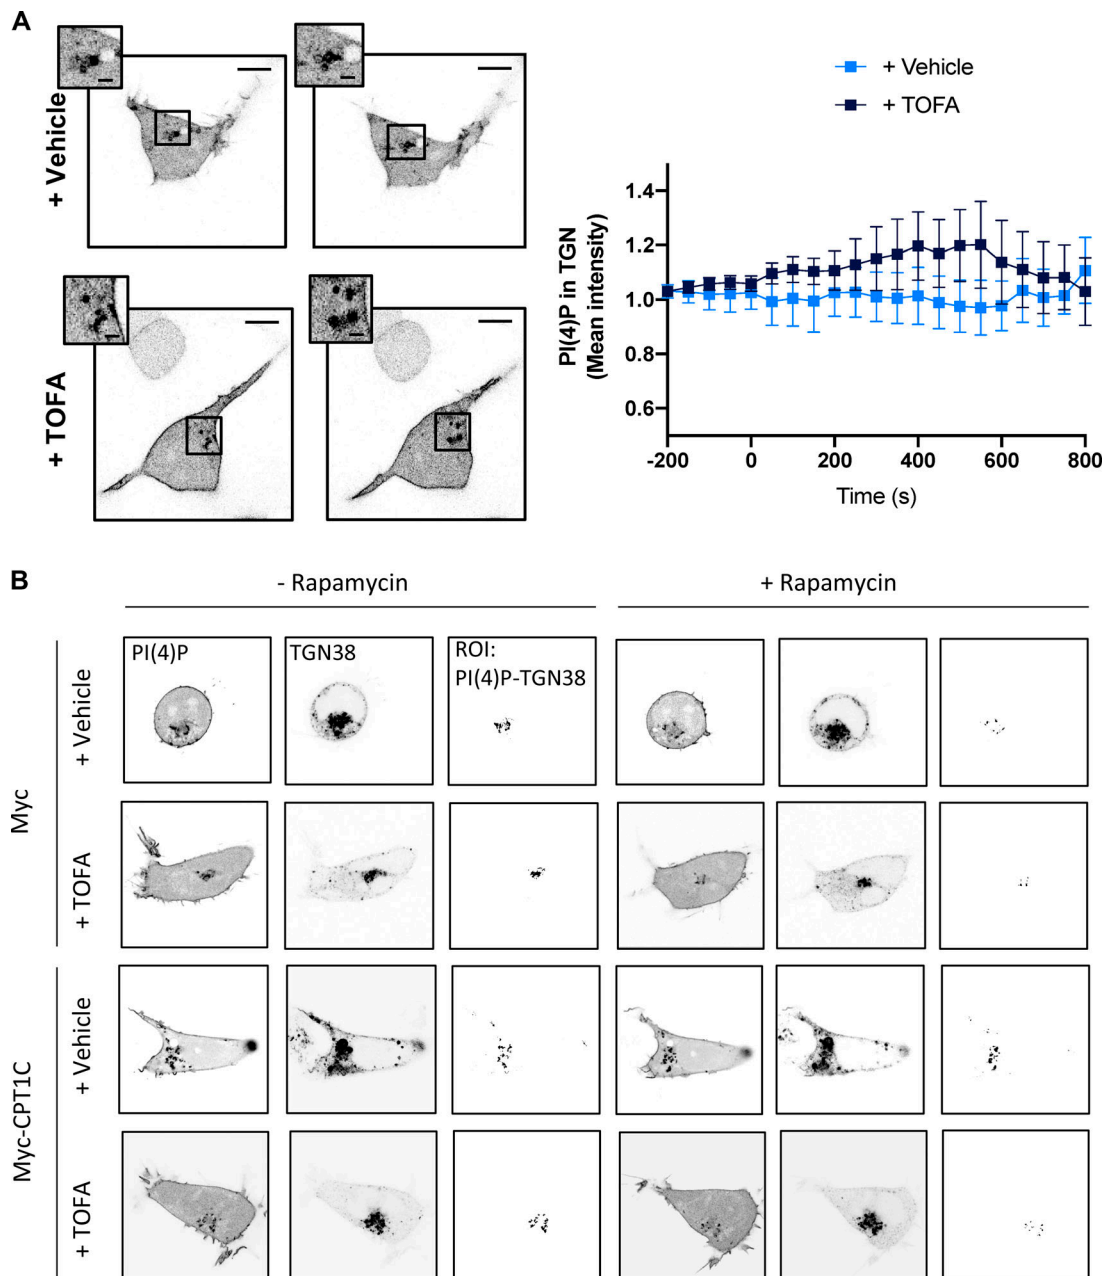 A
+ Vehicle
+ TOFA
+ Vehicle
+ TOFA
PI(4)P in TGN
(Mean intensity)
1.4
1.2
1.0
0.8
0.6
-200
0
200
400
600
800
Time (s)
B
- Rapamycin
+ Rapamycin
Myc
+ Vehicle
PI(4)P
TGN38
ROI:
PI(4)P-TGN38
+ TOFA
Myc-CPT1C
+ Vehicle
+ TOFA